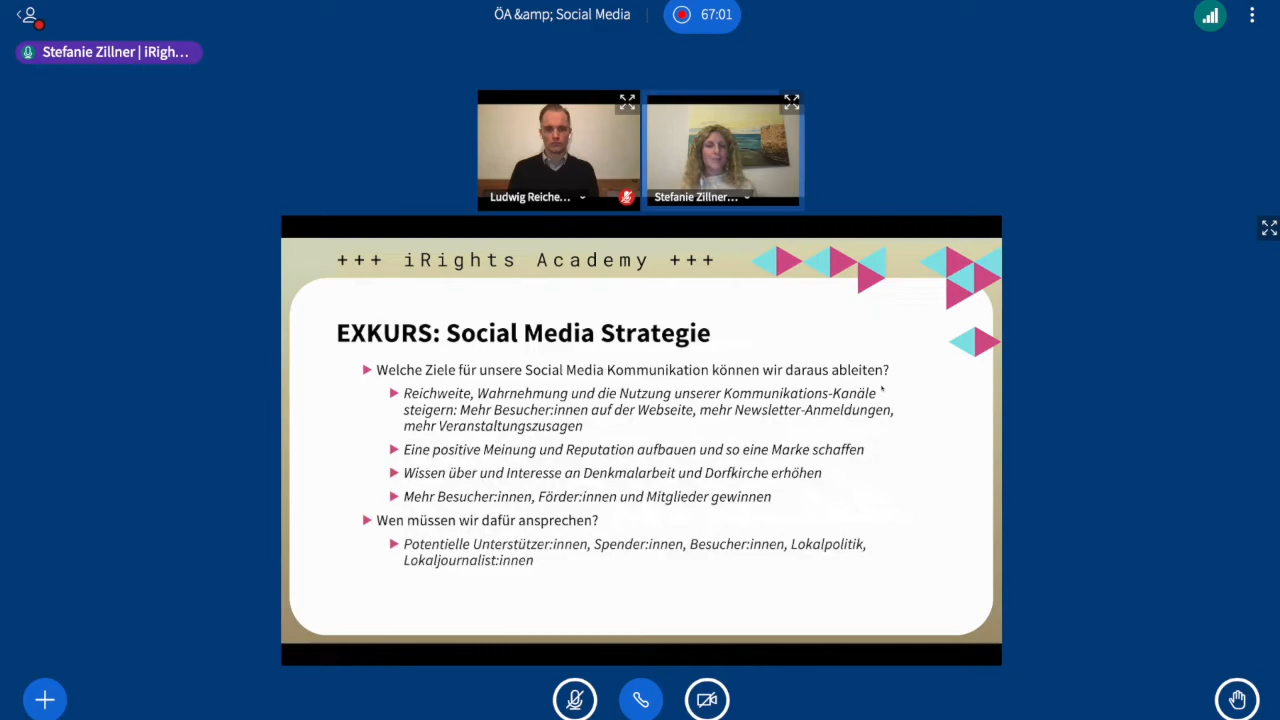 ÖA &amp; Social Media
67:01
Stefanie Zillner | iRigh...
Ludwig Reiche...
Stefanie Zillner...
+++ iRights Academy +++
EXKURS: Social Media Strategie
Welche Ziele für unsere Social Media Kommunikation können wir daraus ableiten?
Reichweite, Wahrnehmung und die Nutzung unserer Kommunikations-Kanäle
steigern: Mehr Besucher:innen auf der Webseite, mehr Newsletter-Anmeldungen,
mehr Veranstaltungszusagen
Eine positive Meinung und Reputation aufbauen und so eine Marke schaffen
Wissen über und Interesse an Denkmalarbeit und Dorfkirche erhöhen
Mehr Besucher:innen, Förder:innen und Mitglieder gewinnen
Wen müssen wir dafür ansprechen?
Potentielle Unterstützer:innen, Spender:innen, Besucher:innen, Lokalpolitik,
Lokaljournalist:innen